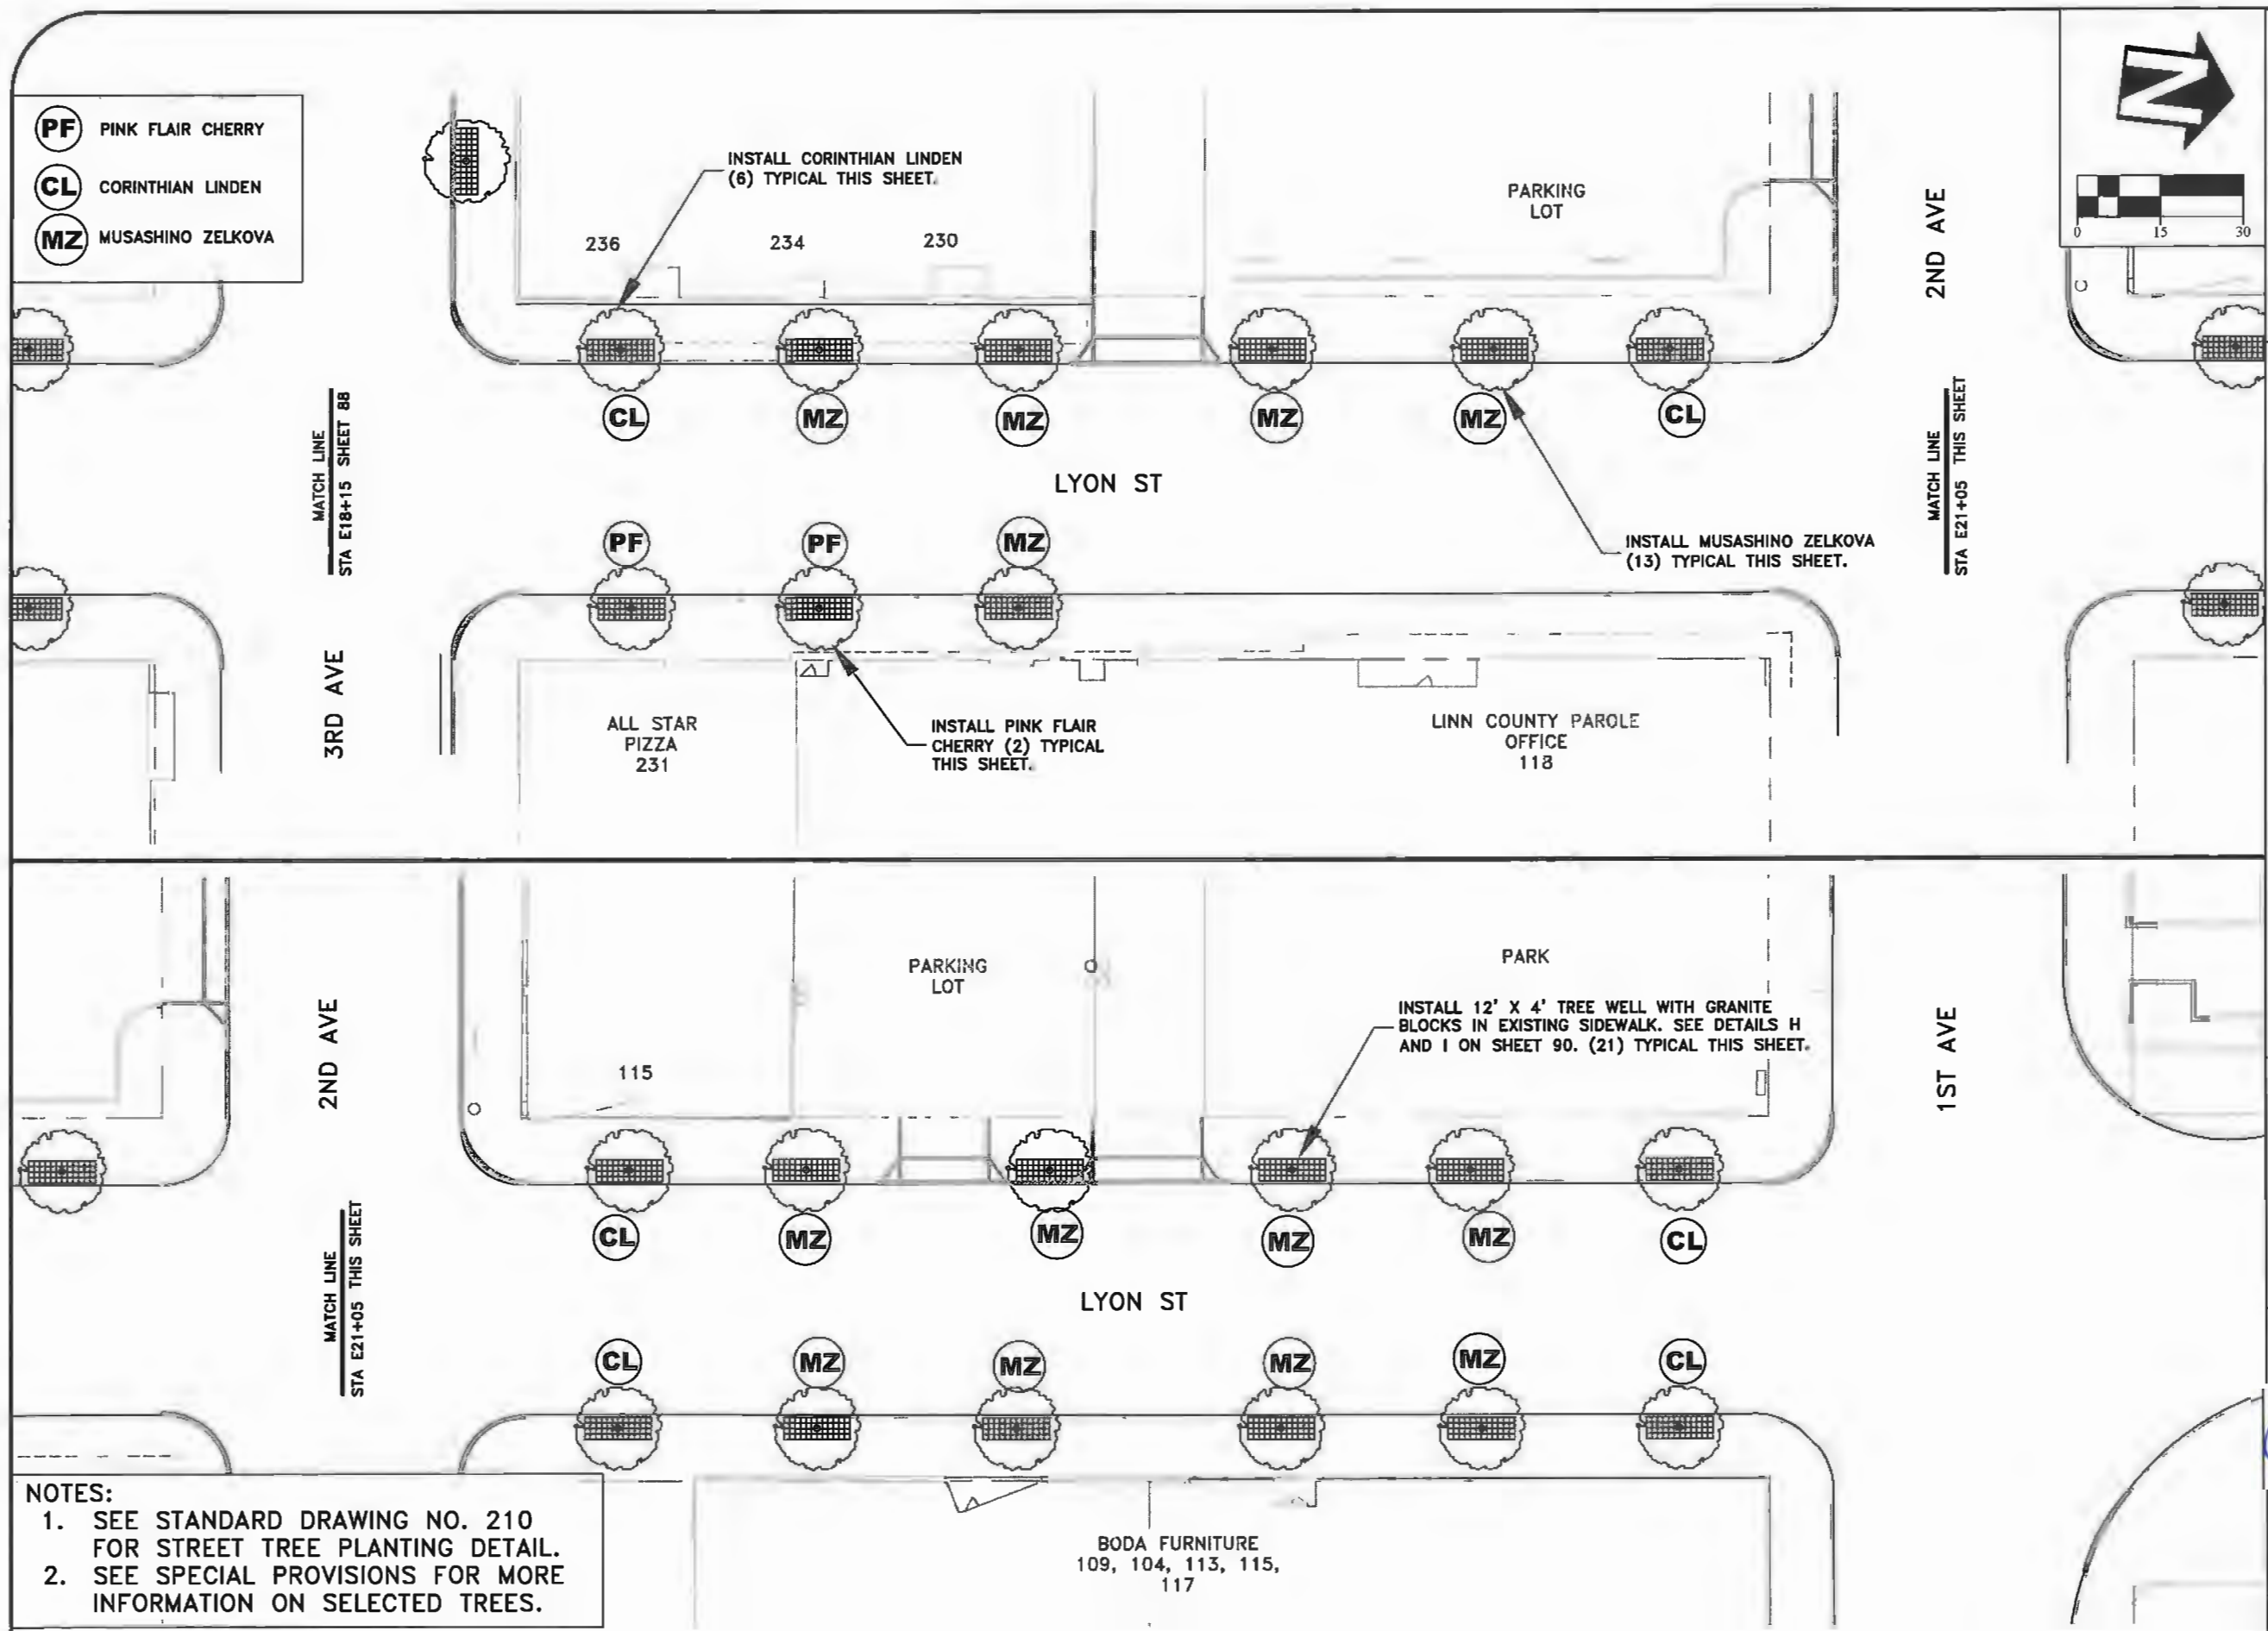 PF PINK FLAIR CHERRY
CL CORINTHIAN LINDEN
MZ MUSASHINO ZELKOVA
N
0 15 30
INSTALL CORINTHIAN LINDEN
(6) TYPICAL THIS SHEET.
236
234
230
PARKING
LOT
2ND AVE
CL
MZ
MZ
MZ
MZ
CL
MATCH LINE
STA E18+15 SHEET 88
LYON ST
MATCH LINE
STA E21+05 THIS SHEET
PF
PF
MZ
INSTALL MUSASHINO ZELKOVA
(13) TYPICAL THIS SHEET.
3RD AVE
ALL STAR
PIZZA
231
INSTALL PINK FLAIR
CHERRY (2) TYPICAL
THIS SHEET.
LINN COUNTY PAROLE
OFFICE
118
2ND AVE
PARKING
LOT
PARK
INSTALL 12' X 4' TREE WELL WITH GRANITE
BLOCKS IN EXISTING SIDEWALK. SEE DETAILS H
AND I ON SHEET 90. (21) TYPICAL THIS SHEET.
115
1ST AVE
CL
MZ
MZ
MZ
MZ
CL
MATCH LINE
STA E21+05 THIS SHEET
LYON ST
CL
MZ
MZ
MZ
MZ
CL
NOTES:
1. SEE STANDARD DRAWING NO. 210
FOR STREET TREE PLANTING DETAIL.
2. SEE SPECIAL PROVISIONS FOR MORE
INFORMATION ON SELECTED TREES.
BODA FURNITURE
109, 104, 113, 115,
117